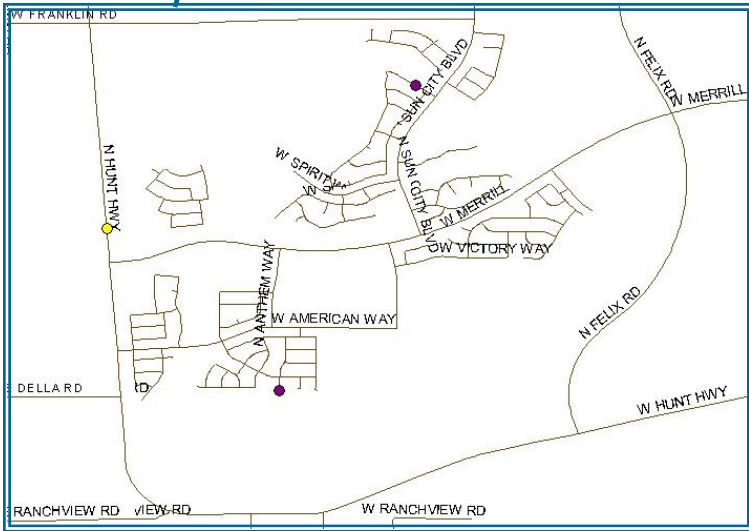 W FRANKLIN RD
N FELIX RD
W MERRILL
SUN CITY BLVD
N HUNT HWY
W SPIRIT
N SUN CITY BLVD
W MERRILL
W VICTORY WAY
N ANTHEM WAY
W AMERICAN WAY
N FELIX RD
DELLA RD
RD
W HUNT HWY
RANCHVIEW RD
VIEW RD
W RANCHVIEW RD